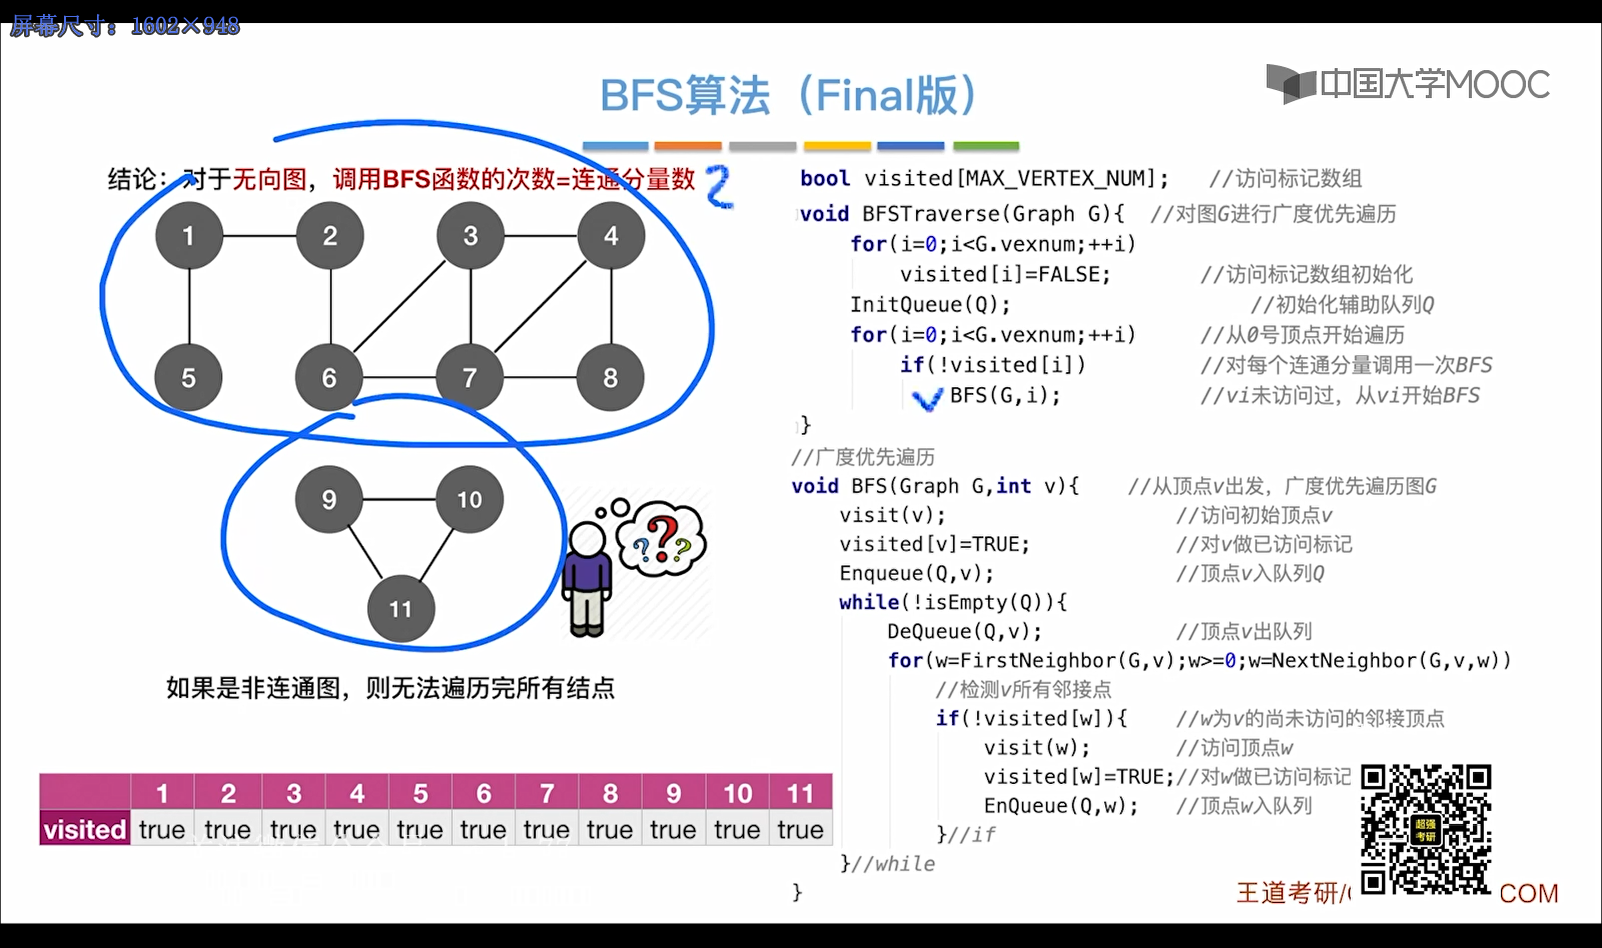 屏幕尺寸：1602×948
BFS算法（Final版）
中国大学MOOC
结论：对于无向图，调用BFS函数的次数=连通分量数 2
1 2 3 4
5 6 7 8
9 10
11
? ? ?
如果是非连通图，则无法遍历完所有结点
1 2 3 4 5 6 7 8 9 10 11
visited true true true true true true true true true true true
bool visited[MAX_VERTEX_NUM]; //访问标记数组
void BFSTraverse(Graph G){ //对图G进行广度优先遍历
for(i=0;i<G.vexnum;++i)
visited[i]=FALSE; //访问标记数组初始化
InitQueue(Q); //初始化辅助队列Q
for(i=0;i<G.vexnum;++i) //从0号顶点开始遍历
if(!visited[i]) //对每个连通分量调用一次BFS
BFS(G,i); //vi未访问过，从vi开始BFS
}
//广度优先遍历
void BFS(Graph G,int v){ //从顶点v出发，广度优先遍历图G
visit(v); //访问初始顶点v
visited[v]=TRUE; //对v做已访问标记
Enqueue(Q,v); //顶点v入队列Q
while(!isEmpty(Q)){
DeQueue(Q,v); //顶点v出队列
for(w=FirstNeighbor(G,v);w>=0;w=NextNeighbor(G,v,w))
//检测v所有邻接点
if(!visited[w]){ //w为v的尚未访问的邻接顶点
visit(w); //访问顶点w
visited[w]=TRUE;//对w做已访问标记
EnQueue(Q,w); //顶点w入队列
}//if
}//while
}
超强
考研
王道考研/ COM